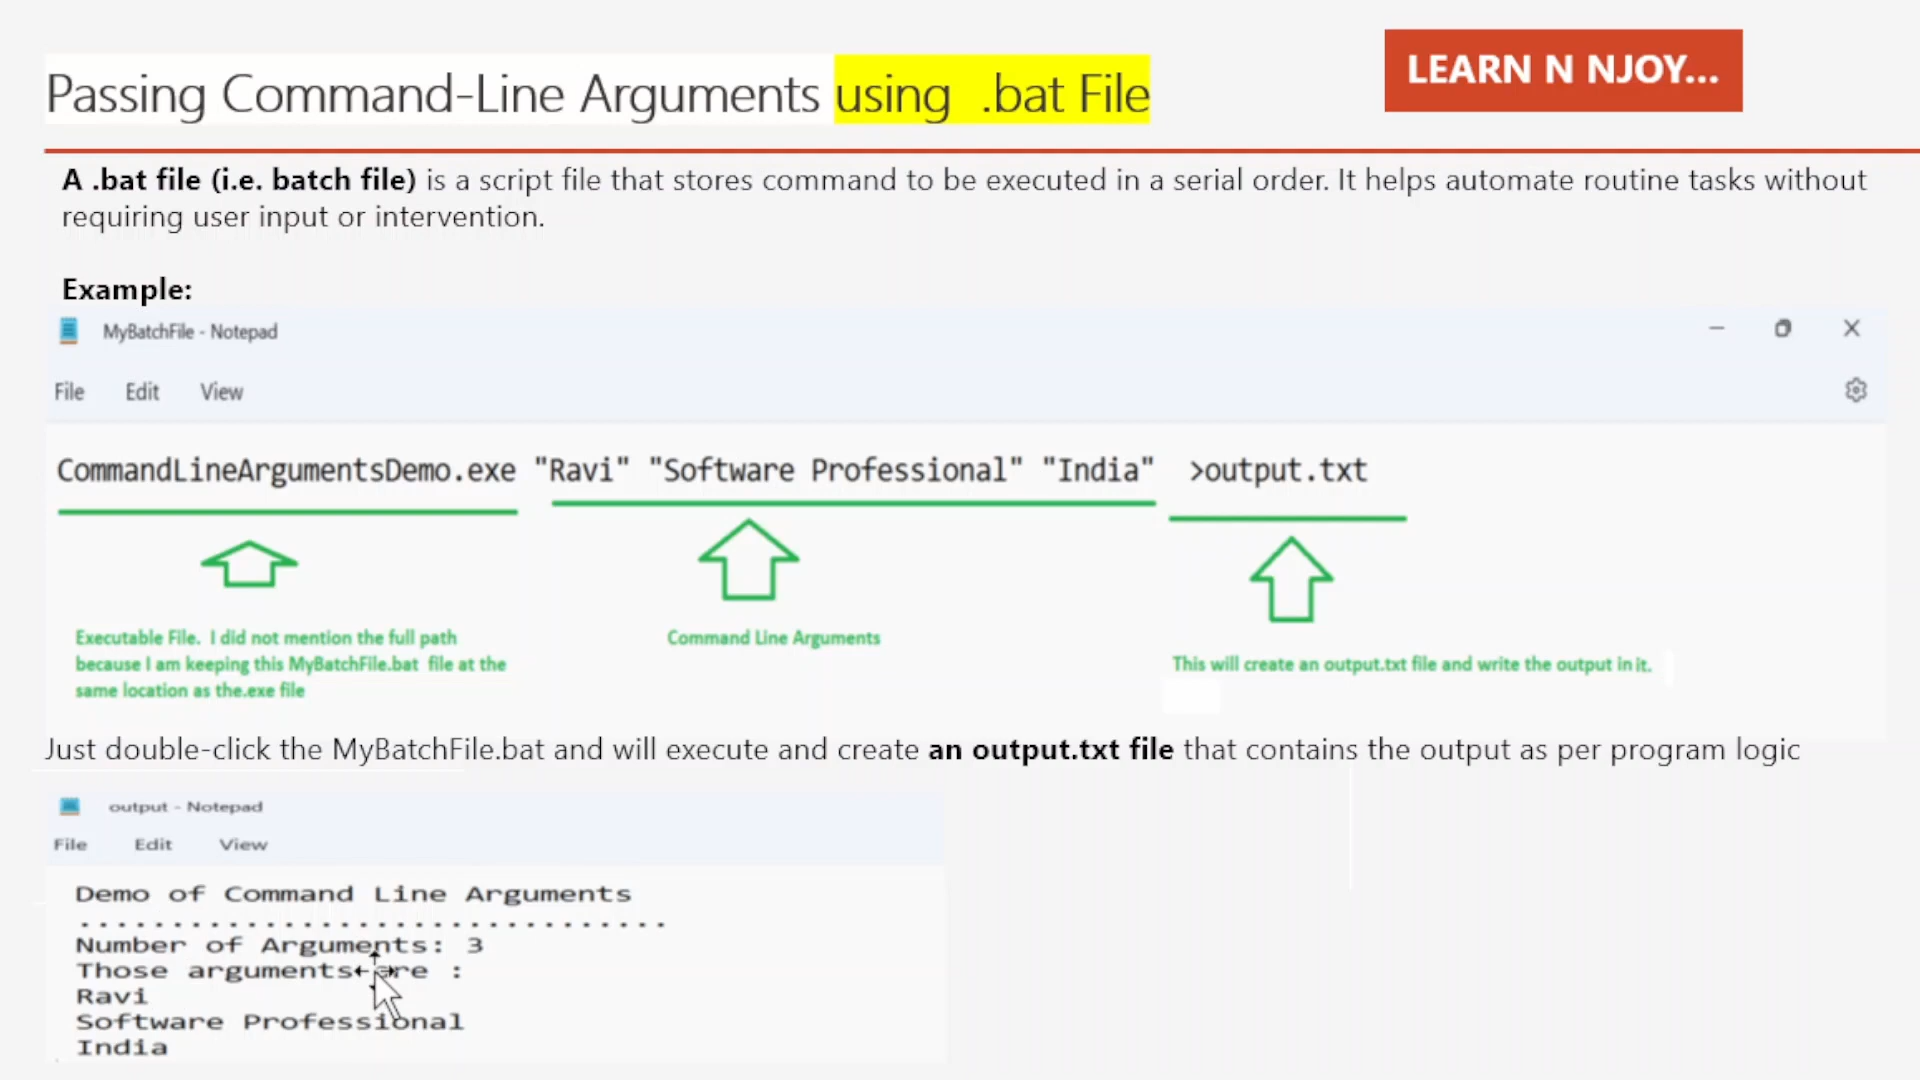 Passing Command-Line Arguments using .bat File
LEARN N NJOY...
A .bat file (i.e. batch file) is a script file that stores command to be executed in a serial order. It helps automate routine tasks without
requiring user input or intervention.
Example:
MyBatchFile - Notepad
File Edit View
CommandLineArgumentsDemo.exe "Ravi" "Software Professional" "India" >output.txt
Executable File. I did not mention the full path
because I am keeping this MyBatchFile.bat file at the
same location as the.exe file
Command Line Arguments
This will create an output.txt file and write the output in it.
Just double-click the MyBatchFile.bat and will execute and create an output.txt file that contains the output as per program logic
output - Notepad
File Edit View
Demo of Command Line Arguments
................................
Number of Arguments: 3
Those arguments are :
Ravi
Software Professional
India